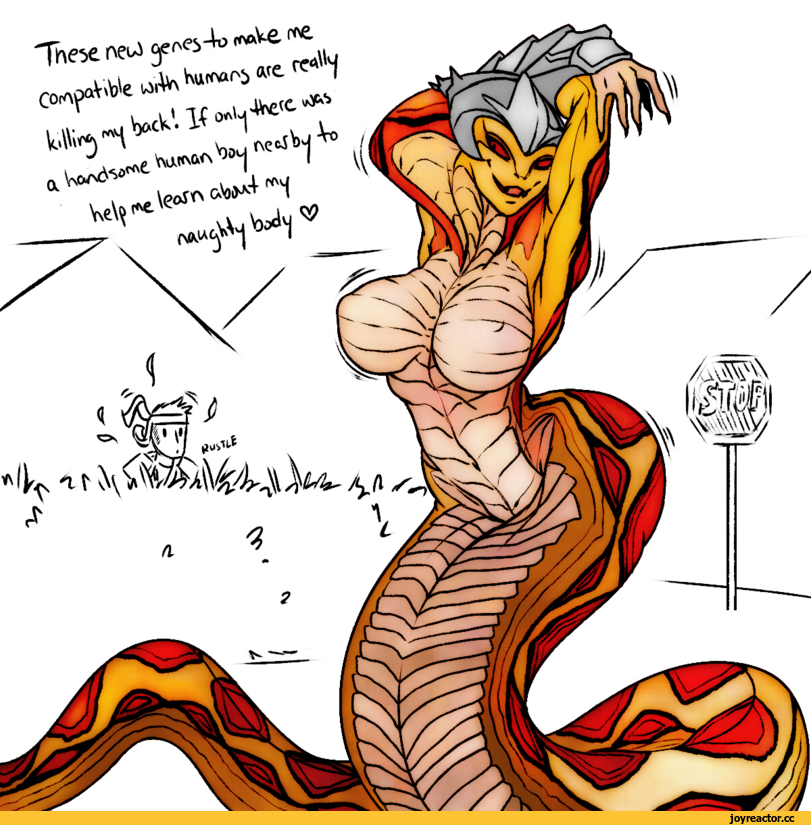 These new genes to make me
compatible with humans are really
killing my back! If only there was
a handsome human boy nearby to
help me learn about my
naughty body ♡
RUSTLE
STOP
joyreactor.cc